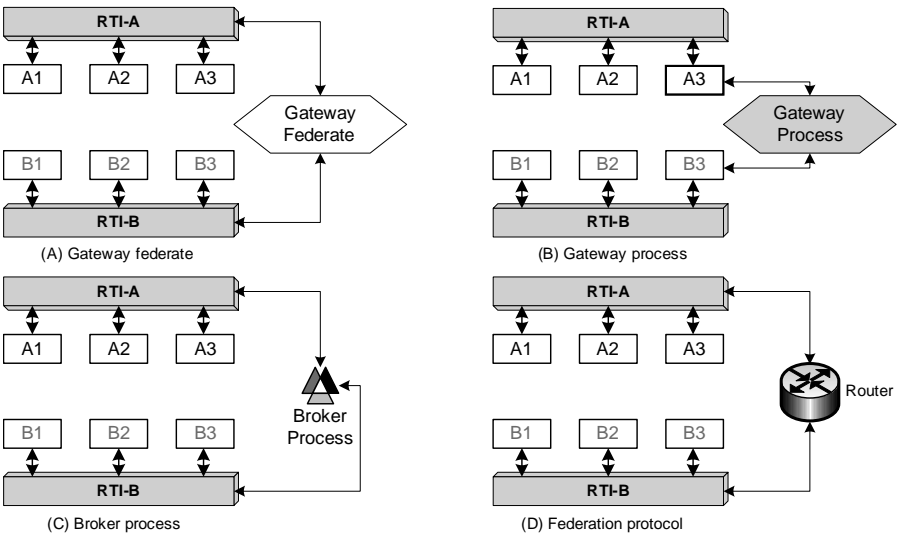 RTI-A
A1 A2 A3
Gateway
Federate
B1 B2 B3
RTI-B
(A) Gateway federate
RTI-A
A1 A2 A3
Gateway
Process
B1 B2 B3
RTI-B
(B) Gateway process
RTI-A
A1 A2 A3
Broker
Process
B1 B2 B3
RTI-B
(C) Broker process
RTI-A
A1 A2 A3
Router
B1 B2 B3
RTI-B
(D) Federation protocol